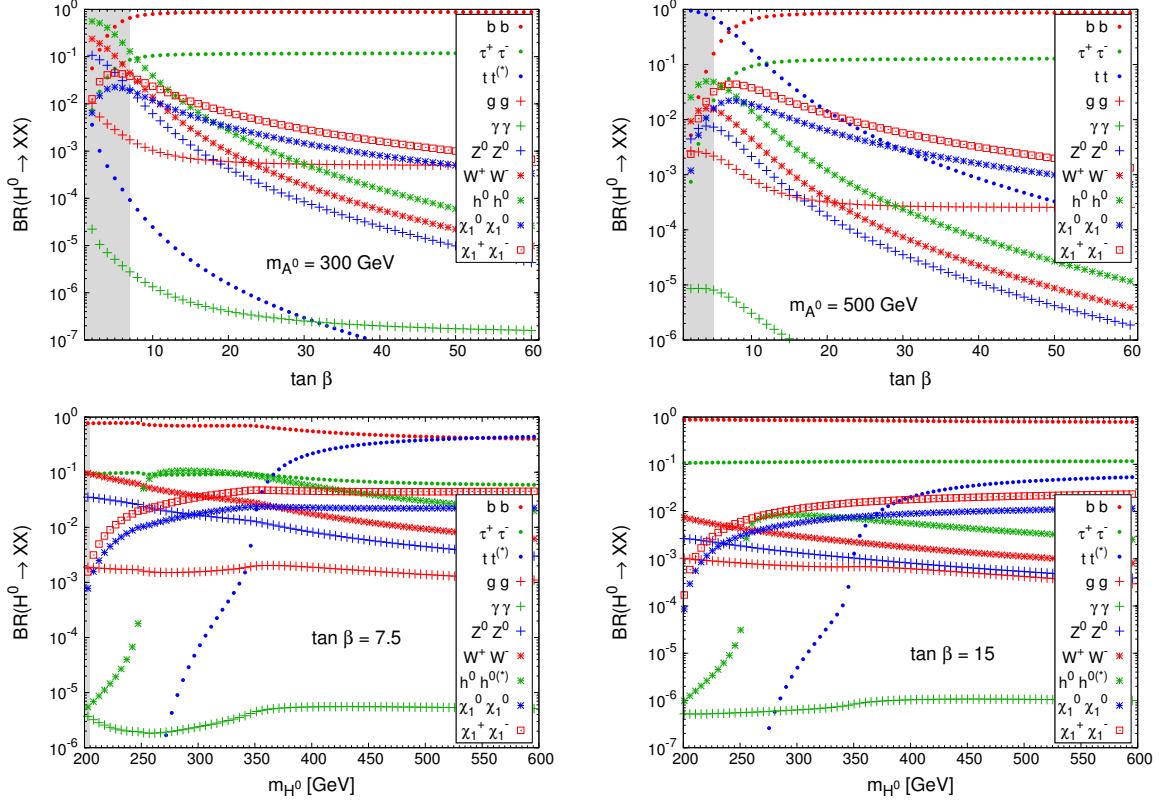 BR(H⁰ → XX)
10⁰
10⁻¹
10⁻²
10⁻³
10⁻⁴
10⁻⁵
10⁻⁶
10⁻⁷
10 20 30 40 50 60
tan β
m_A⁰ = 300 GeV
b b
τ⁺ τ⁻
t t⁽*⁾
g g
γ γ
Z⁰ Z⁰
W⁺ W⁻
h⁰ h⁰
χ₁⁰ χ₁⁰
χ₁⁺ χ₁⁻
BR(H⁰ → XX)
10⁰
10⁻¹
10⁻²
10⁻³
10⁻⁴
10⁻⁵
10⁻⁶
10 20 30 40 50 60
tan β
m_A⁰ = 500 GeV
b b
τ⁺ τ⁻
t t
g g
γ γ
Z⁰ Z⁰
W⁺ W⁻
h⁰ h⁰
χ₁⁰ χ₁⁰
χ₁⁺ χ₁⁻
BR(H⁰ → XX)
10⁰
10⁻¹
10⁻²
10⁻³
10⁻⁴
10⁻⁵
10⁻⁶
200 250 300 350 400 450 500 550 600
m_H⁰ [GeV]
tan β = 7.5
b b
τ⁺ τ⁻
t t⁽*⁾
g g
γ γ
Z⁰ Z⁰
W⁺ W⁻
h⁰ h⁰⁽*⁾
χ₁⁰ χ₁⁰
χ₁⁺ χ₁⁻
BR(H⁰ → XX)
10⁰
10⁻¹
10⁻²
10⁻³
10⁻⁴
10⁻⁵
10⁻⁶
10⁻⁷
200 250 300 350 400 450 500 550 600
m_H⁰ [GeV]
tan β = 15
b b
τ⁺ τ⁻
t t⁽*⁾
g g
γ γ
Z⁰ Z⁰
W⁺ W⁻
h⁰ h⁰⁽*⁾
χ₁⁰ χ₁⁰
χ₁⁺ χ₁⁻